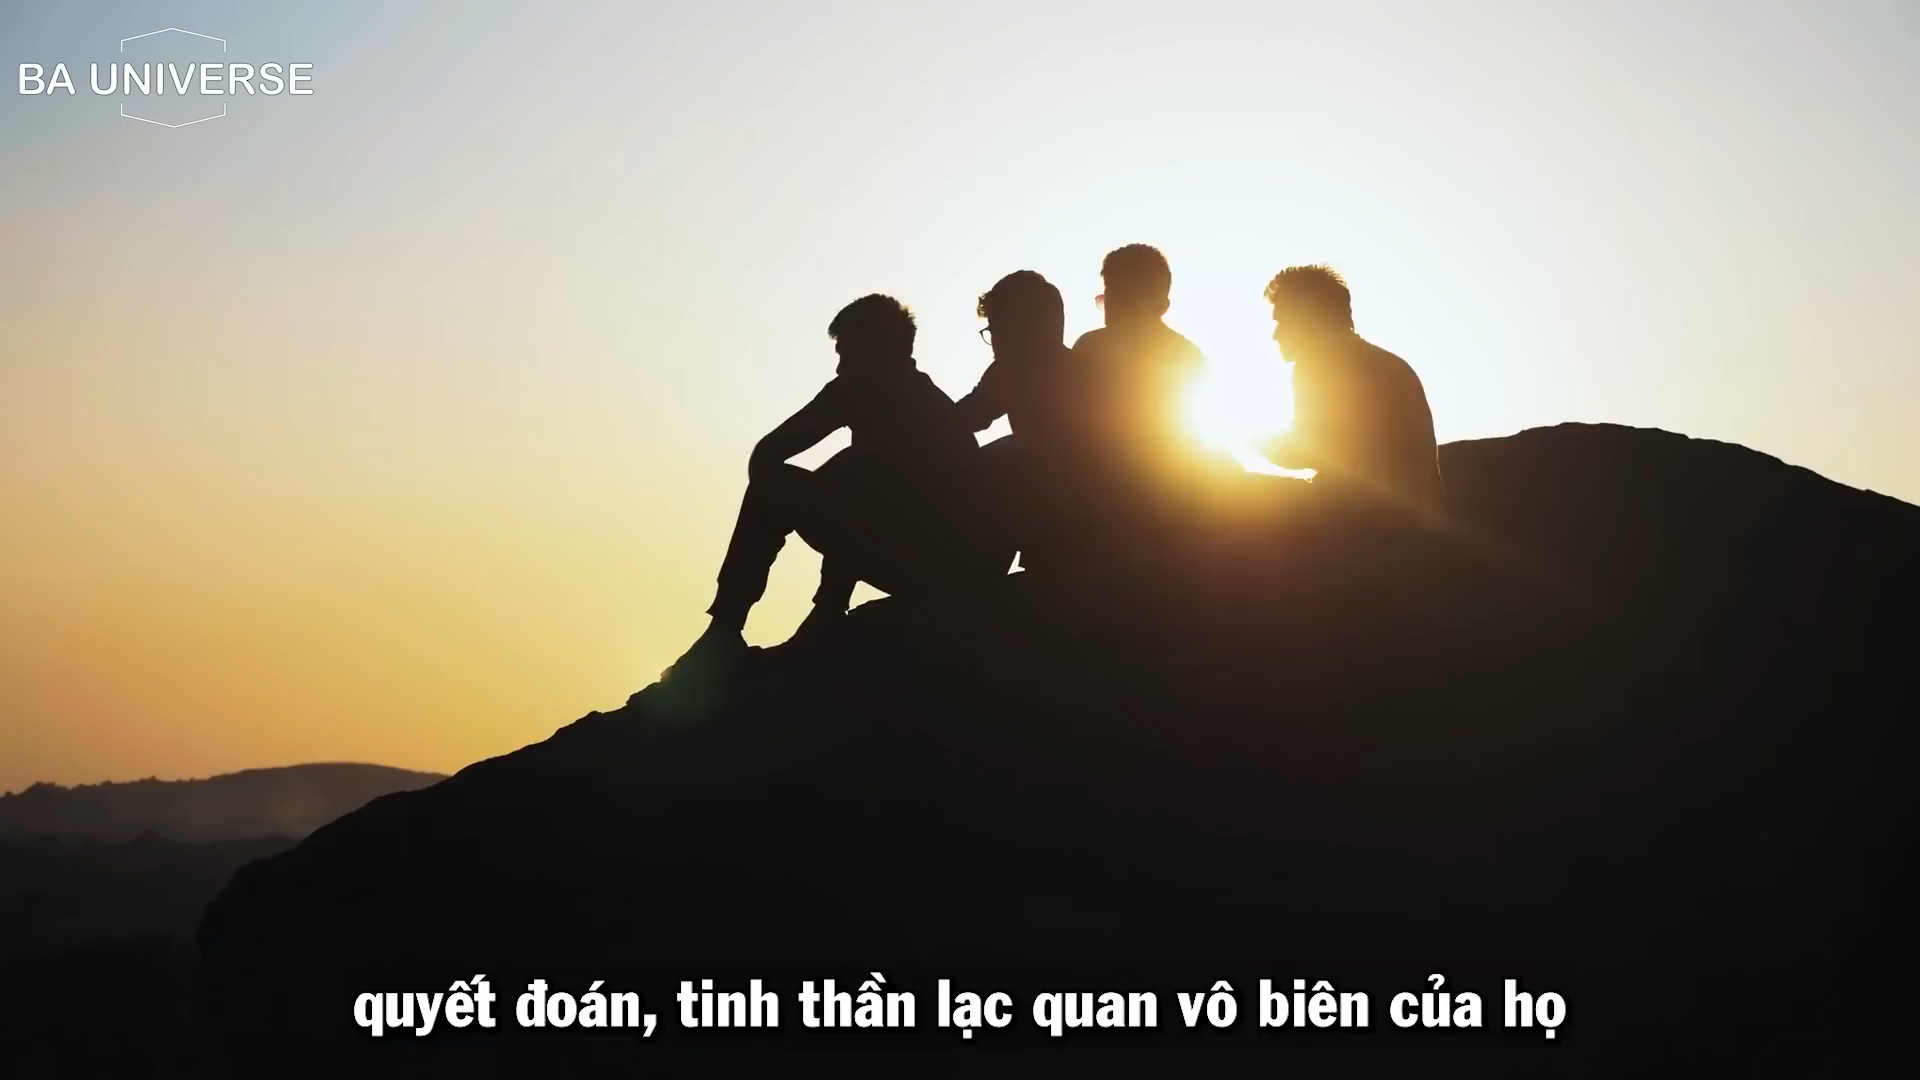 BA UNIVERSE
quyết đoán, tinh thần lạc quan vô biên của họ